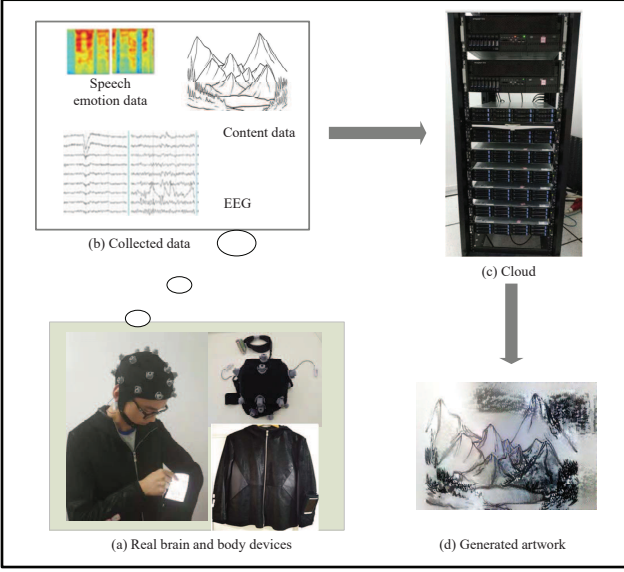 Speech
emotion data
Content data
EEG
(b) Collected data
(c) Cloud
(a) Real brain and body devices
(d) Generated artwork